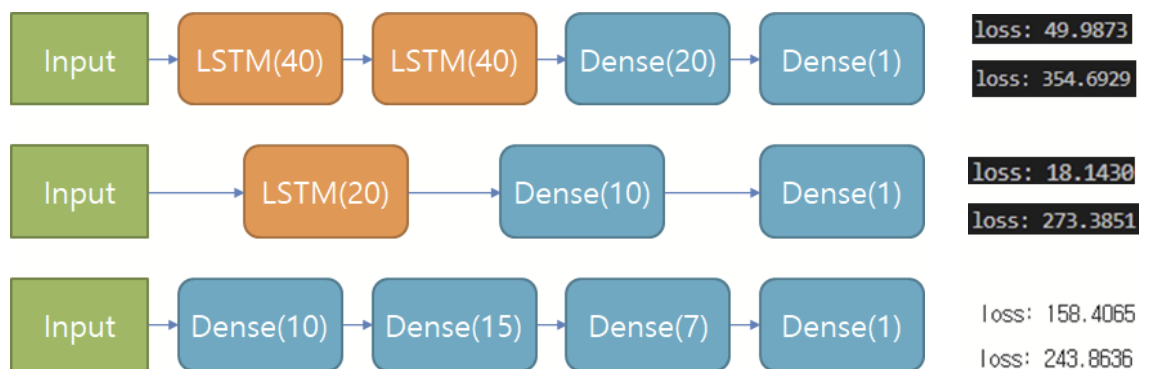 Input LSTM(40) LSTM(40) Dense(20) Dense(1) loss: 49.9873
loss: 354.6929
Input LSTM(20) Dense(10) Dense(1) loss: 18.1430
loss: 273.3851
Input Dense(10) Dense(15) Dense(7) Dense(1) loss: 158.4065
loss: 243.8636